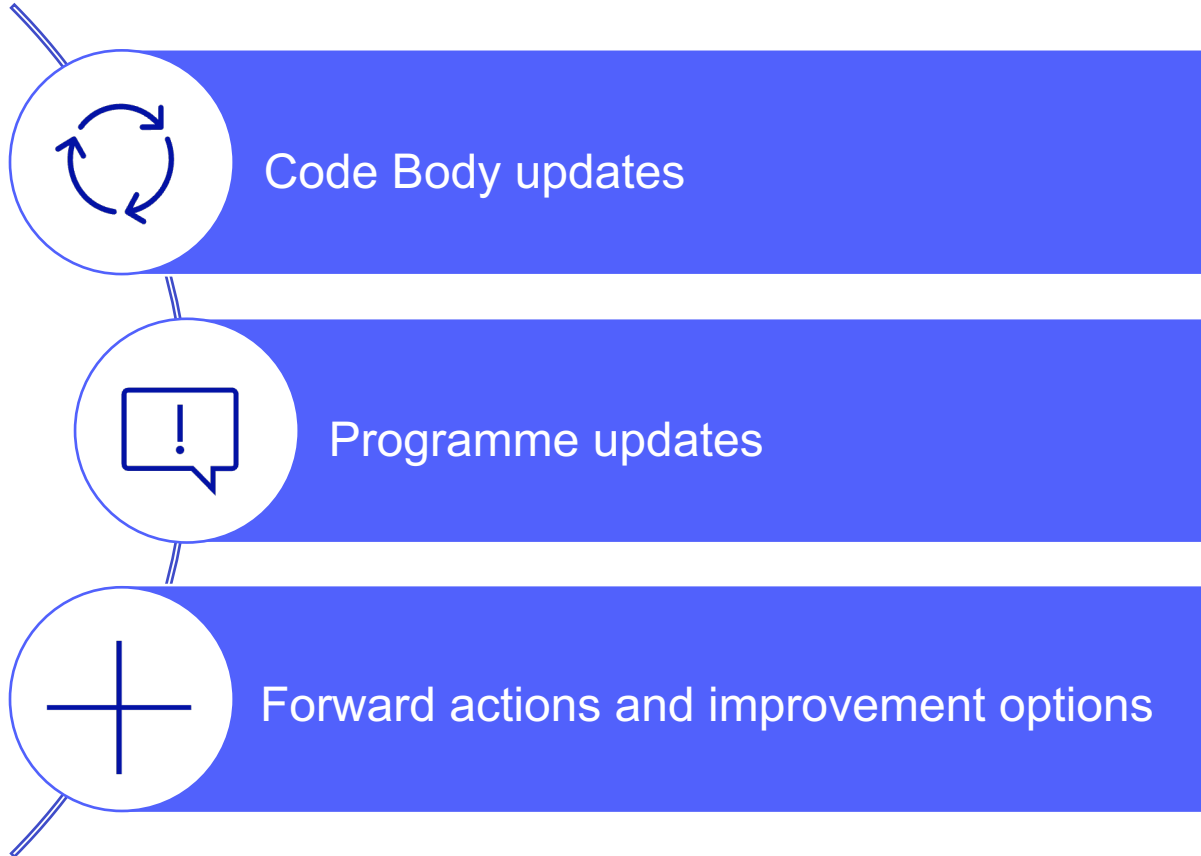 Code Body updates
Programme updates
Forward actions and improvement options